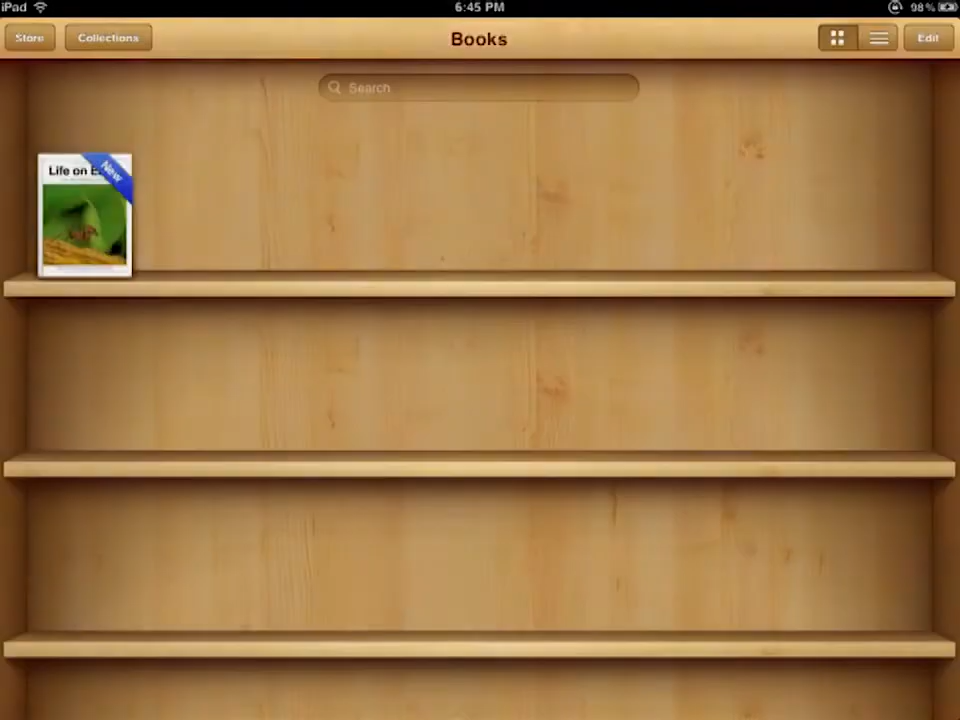 iPad
6:45 PM
98%
Store
Collections
Books
Edit
Search
New
Life on E